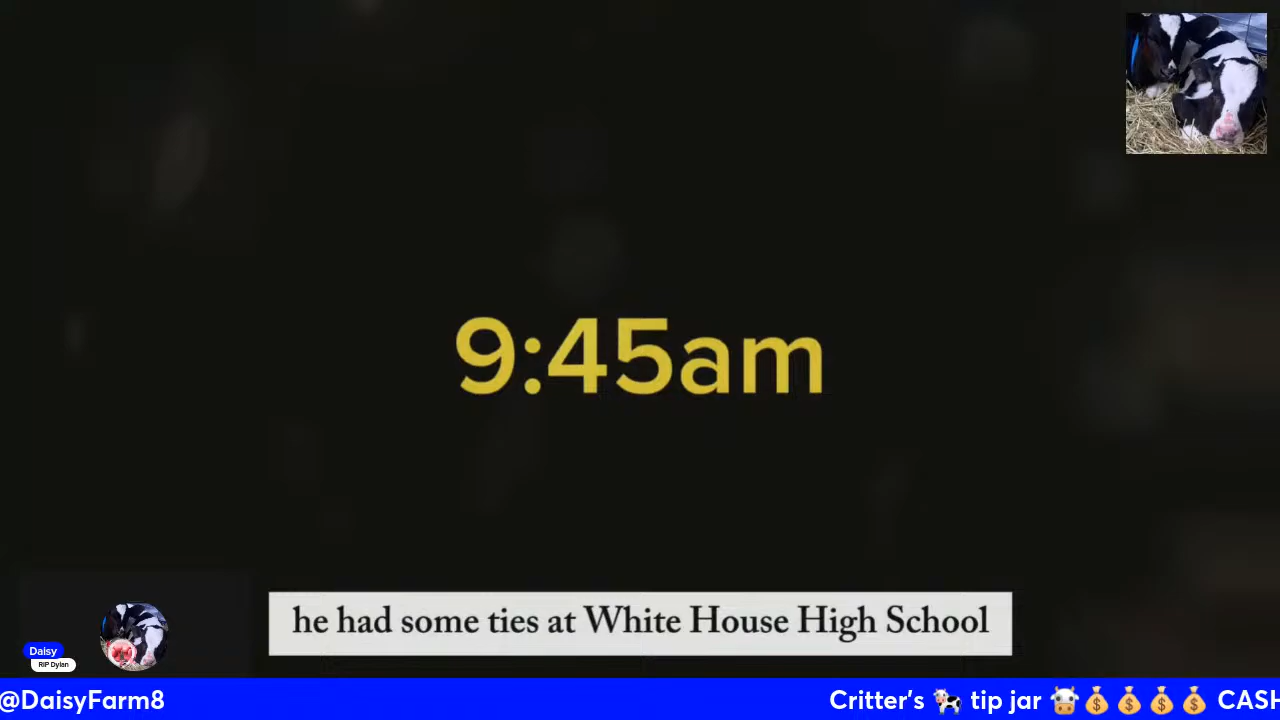 9:45am
he had some ties at White House High School
Daisy
RIP Dylan
@DaisyFarm8
Critter's 🐄 tip jar 🐮💰💰💰💰 CASH